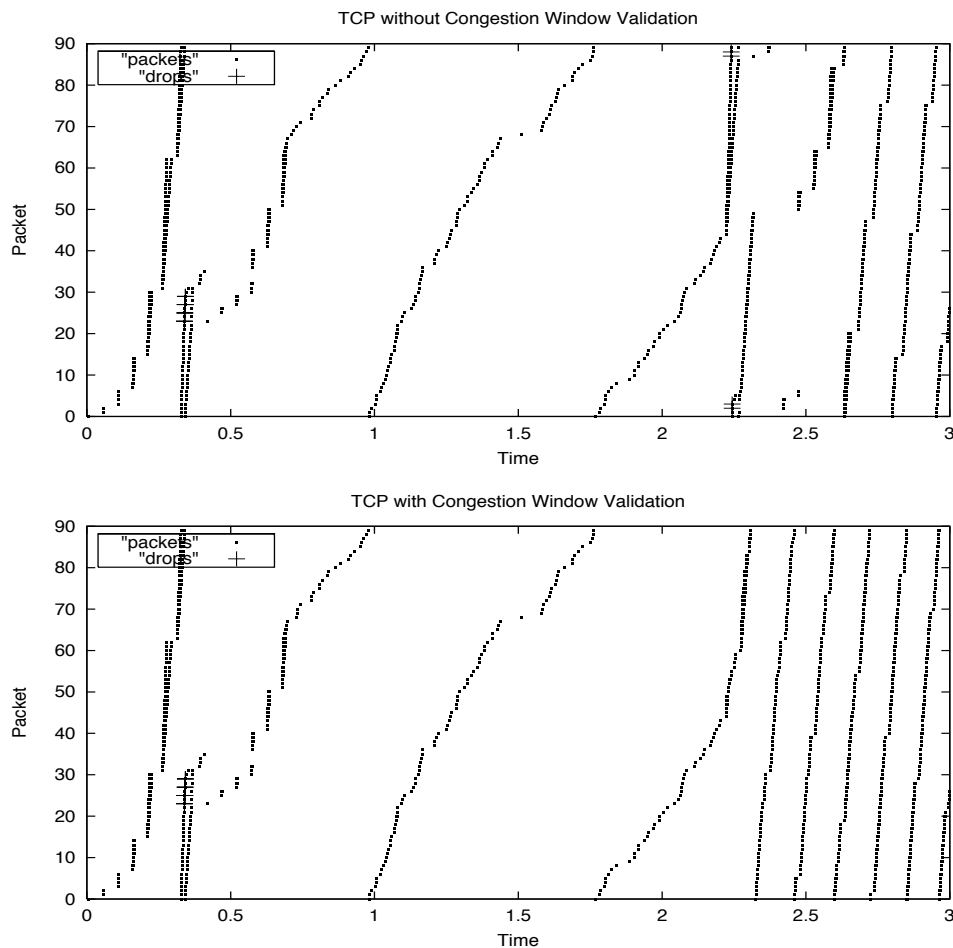 TCP without Congestion Window Validation
90
80
70
60
50
40
30
20
10
0
Packet
"packets"
"drops"
0 0.5 1 1.5 2 2.5 3
Time
TCP with Congestion Window Validation
90
80
70
60
50
40
30
20
10
0
Packet
"packets"
"drops"
0 0.5 1 1.5 2 2.5 3
Time